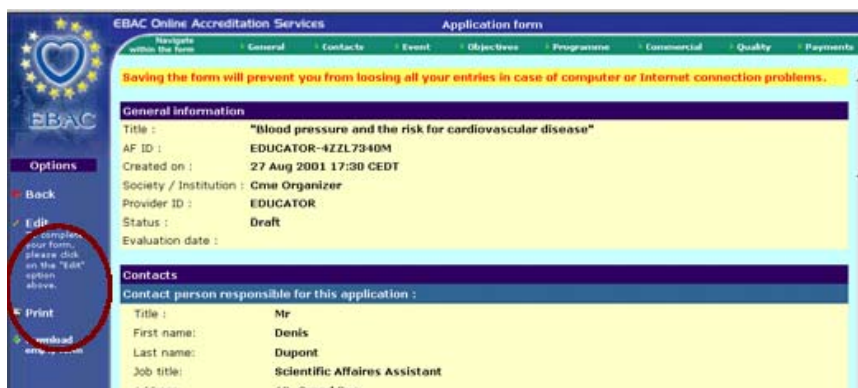 EBAC Online Accreditation Services Application form
Navigate within the form General Contacts Event Objectives Programme Commercial Quality Payments
Saving the form will prevent you from loosing all your entries in case of computer or Internet connection problems.
EBAC
Options
Back
Edit
To complete
your form,
please click
on the "Edit"
option
above.
Print
Download
General information
Title : "Blood pressure and the risk for cardiovascular disease"
AF ID : EDUCATOR-4ZZL7340M
Created on : 27 Aug 2001 17:30 CEDT
Society / Institution : Cme Organizer
Provider ID : EDUCATOR
Status : Draft
Evaluation date :
Contacts
Contact person responsible for this application :
Title : Mr
First name: Denis
Last name: Dupont
Job title: Scientific Affaires Assistant